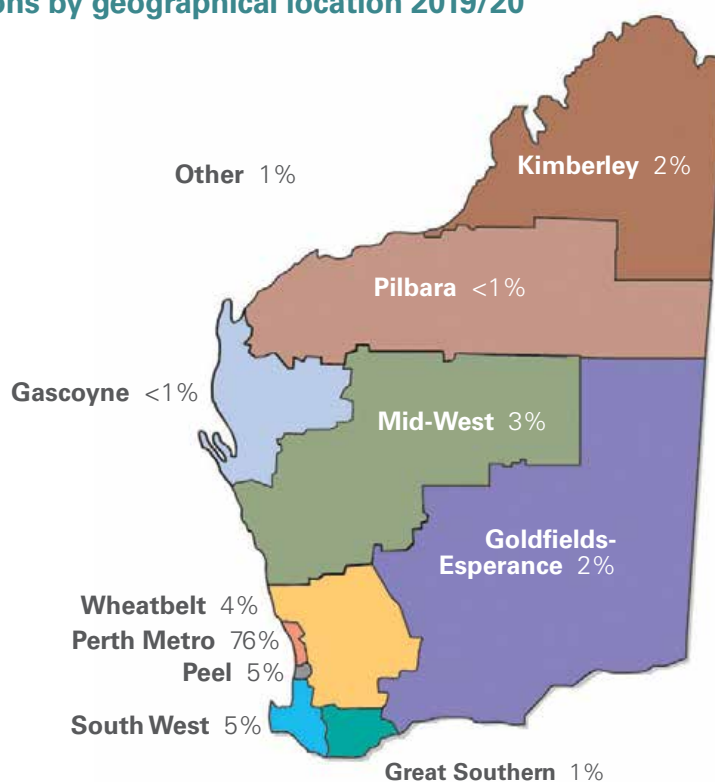 ons by geographical location 2019/20
Other 1%
Kimberley 2%
Pilbara <1%
Gascoyne <1%
Mid-West 3%
Goldfields-
Esperance 2%
Wheatbelt 4%
Perth Metro 76%
Peel 5%
South West 5%
Great Southern 1%